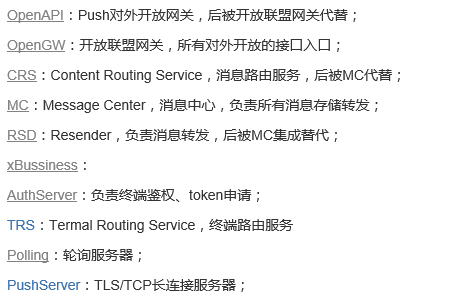 OpenAPI：Push对外开放网关，后被开放联盟网关代替；
OpenGW：开放联盟网关，所有对外开放的接口入口；
CRS：Content Routing Service，消息路由服务，后被MC代替；
MC：Message Center，消息中心，负责所有消息存储转发；
RSD：Resender，负责消息转发，后被MC集成替代；
xBussiness：
AuthServer：负责终端鉴权、token申请；
TRS：Termal Routing Service，终端路由服务
Polling：轮询服务器；
PushServer：TLS/TCP长连接服务器；